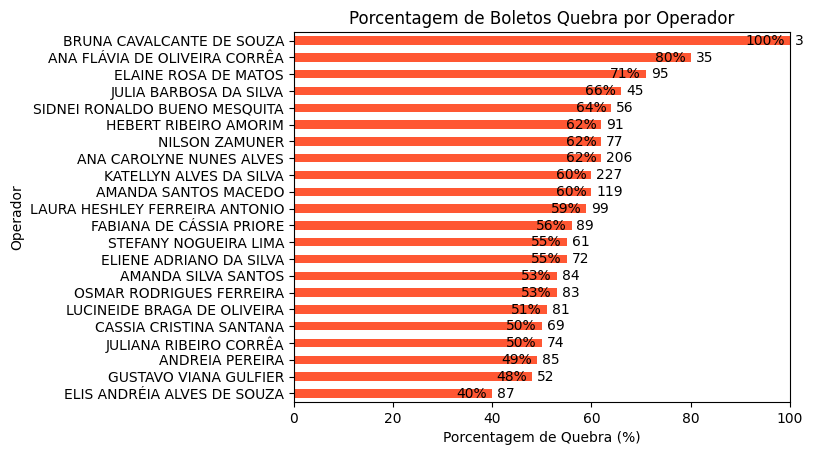 Porcentagem de Boletos Quebra por Operador
BRUNA CAVALCANTE DE SOUZA 100% 3
ANA FLÁVIA DE OLIVEIRA CORRÊA 80% 35
ELAINE ROSA DE MATOS 71% 95
JULIA BARBOSA DA SILVA 66% 45
SIDNEI RONALDO BUENO MESQUITA 64% 56
HEBERT RIBEIRO AMORIM 62% 91
NILSON ZAMUNER 62% 77
ANA CAROLYNE NUNES ALVES 62% 206
KATELLYN ALVES DA SILVA 60% 227
AMANDA SANTOS MACEDO 60% 119
LAURA HESHLEY FERREIRA ANTONIO 59% 99
FABIANA DE CÁSSIA PRIORE 56% 89
STEFANY NOGUEIRA LIMA 55% 61
ELIENE ADRIANO DA SILVA 55% 72
AMANDA SILVA SANTOS 53% 84
OSMAR RODRIGUES FERREIRA 53% 83
LUCINEIDE BRAGA DE OLIVEIRA 51% 81
CASSIA CRISTINA SANTANA 50% 69
JULIANA RIBEIRO CORRÊA 50% 74
ANDREIA PEREIRA 49% 85
GUSTAVO VIANA GULFIER 48% 52
ELIS ANDRÉIA ALVES DE SOUZA 40% 87
Operador
0 20 40 60 80 100
Porcentagem de Quebra (%)